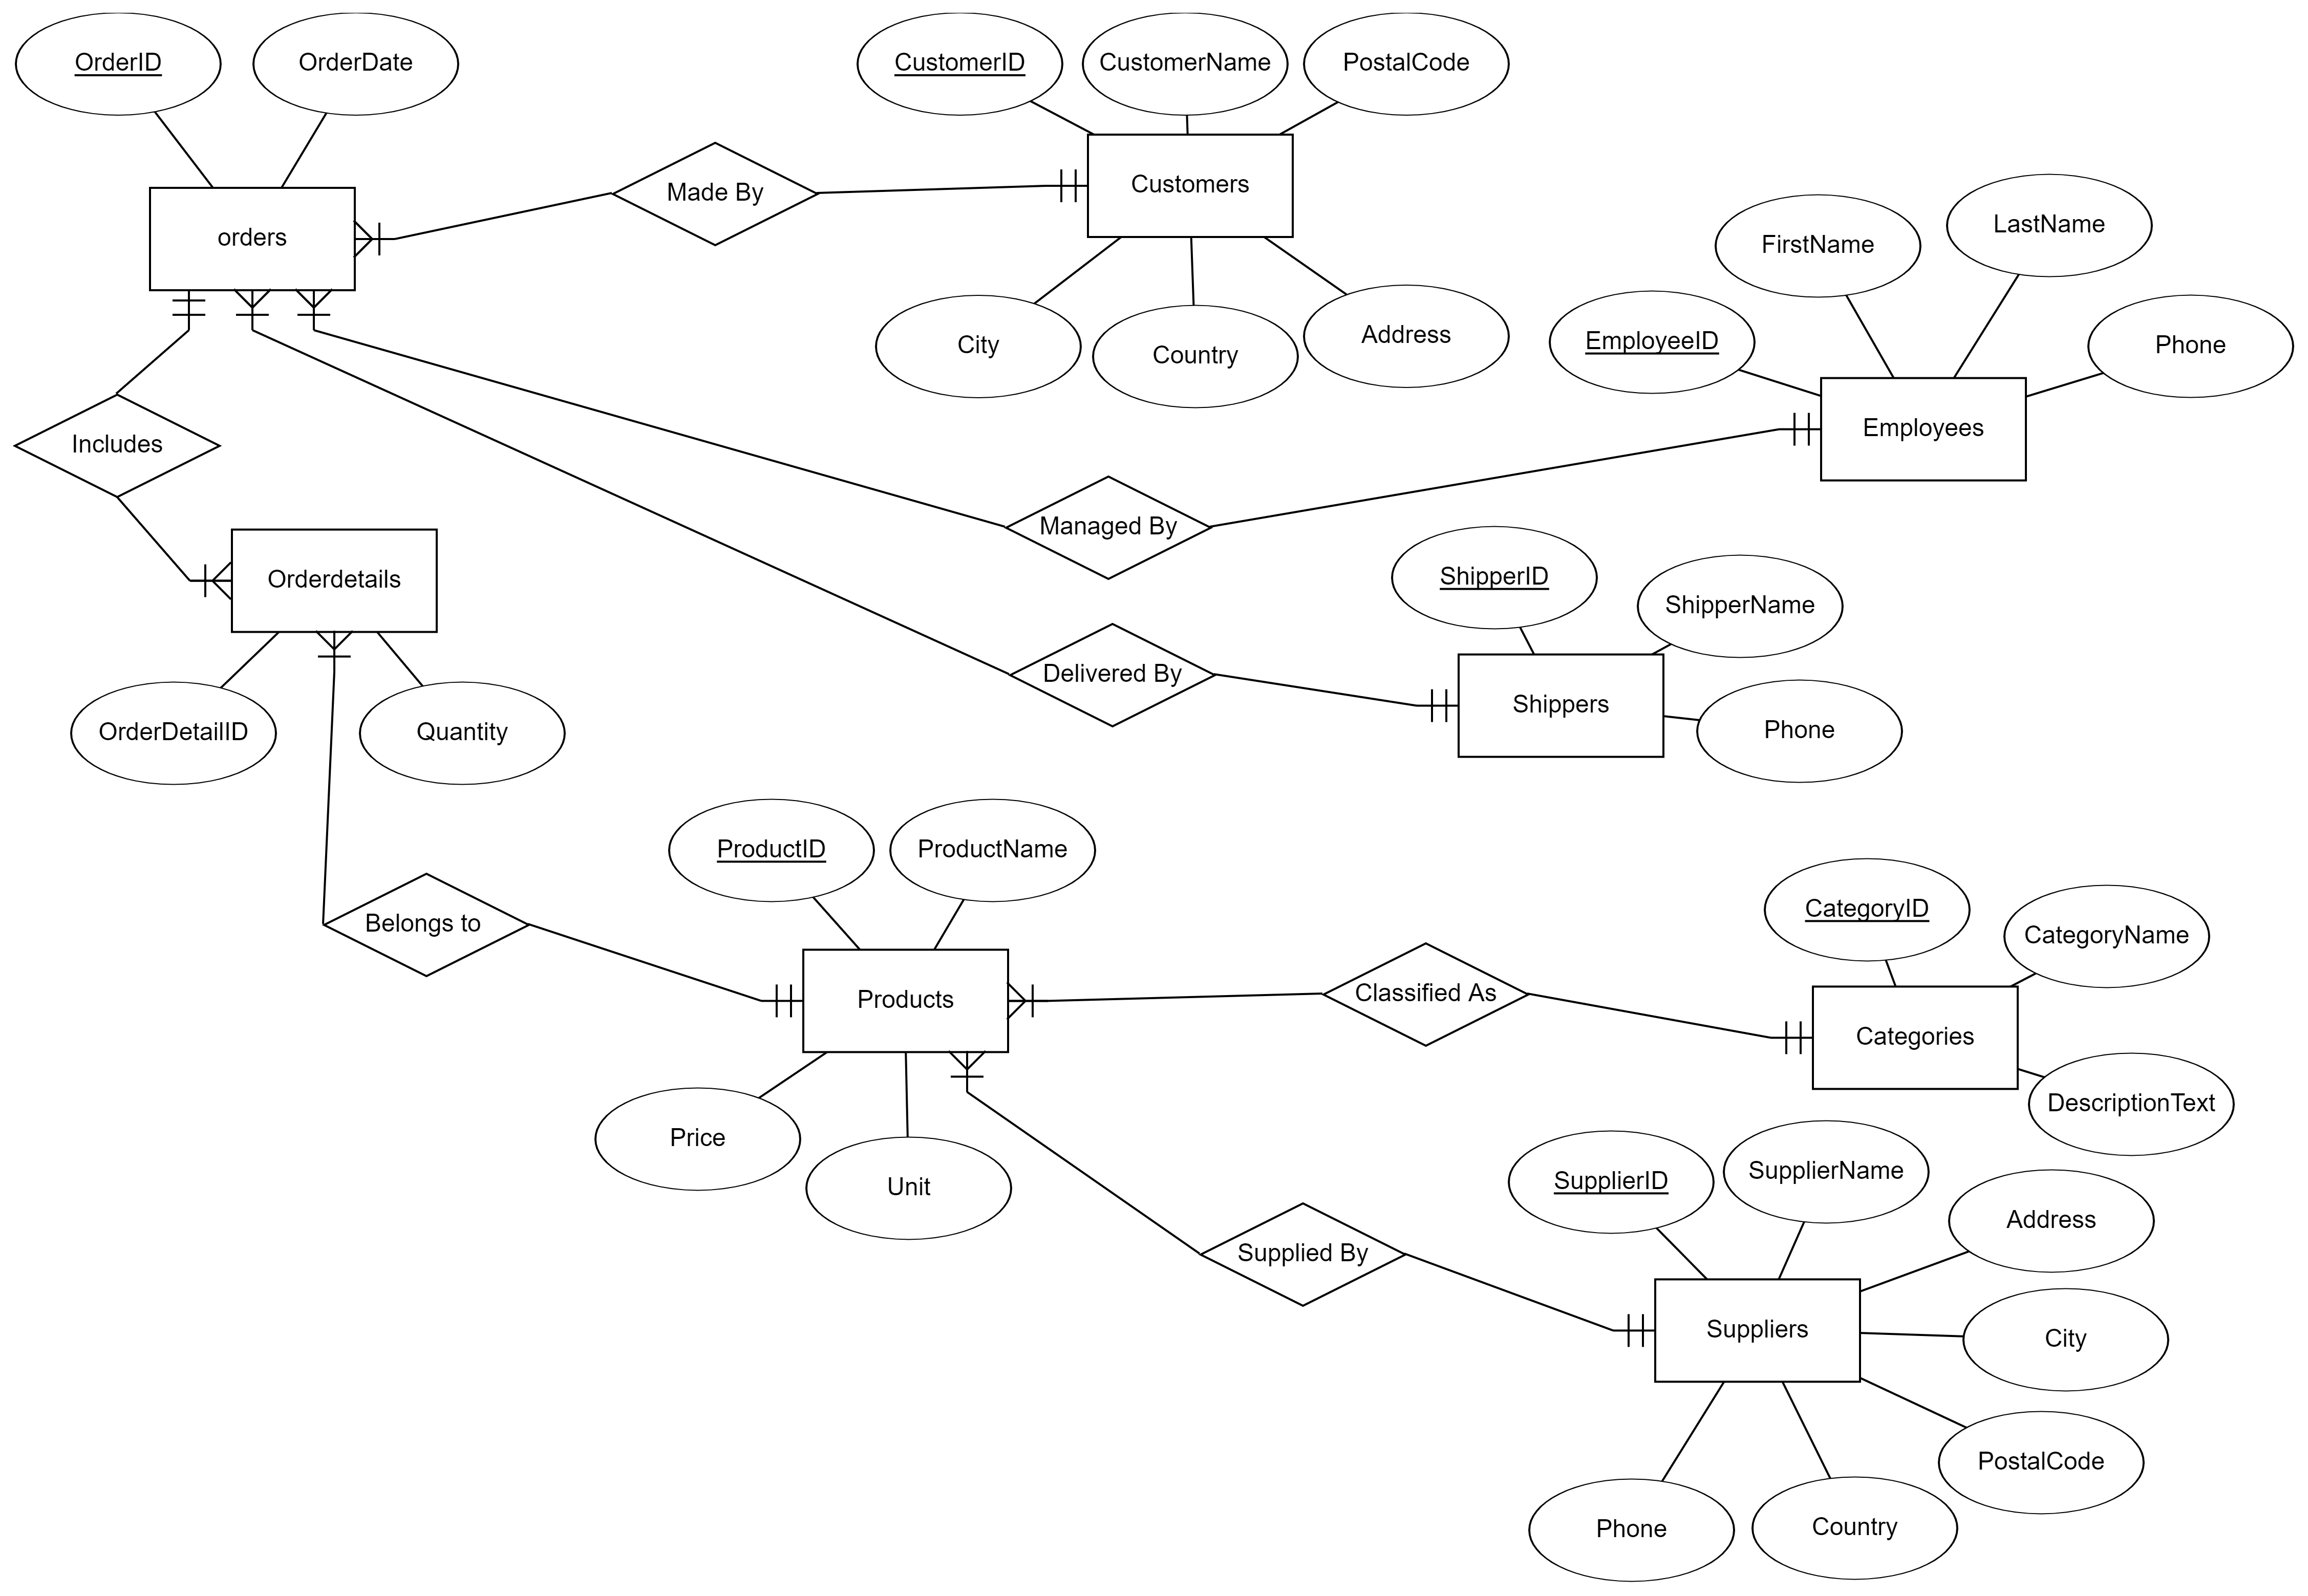 OrderID
OrderDate
CustomerID
CustomerName
PostalCode
orders
Made By
Customers
City
Country
Address
FirstName
LastName
EmployeeID
Phone
Employees
Includes
Managed By
Orderdetails
ShipperID
ShipperName
Delivered By
Shippers
Phone
OrderDetailID
Quantity
ProductID
ProductName
Belongs to
Products
Classified As
CategoryID
CategoryName
Categories
DescriptionText
Price
Unit
Supplied By
SupplierID
SupplierName
Address
Suppliers
City
PostalCode
Phone
Country